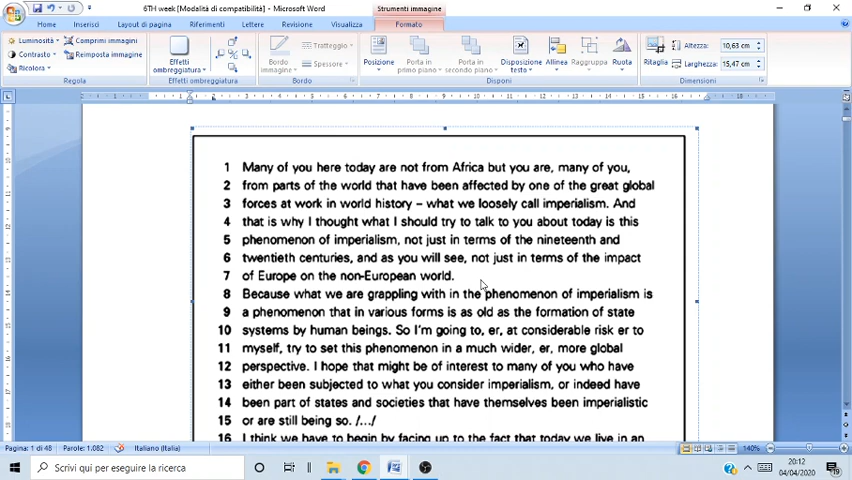 6TH week [Modalità di compatibilità] - Microsoft Word
Strumenti immagine
Home
Inserisci
Layout di pagina
Riferimenti
Lettere
Revisione
Visualizza
Formato
Luminosità
Contrasto
Ricolora
Comprimi immagine
Reimposta immagine
Regola
Effetti ombreggiatura
Effetti ombreggiatura
Bordo immagine
Tratteggio
Spessore
Bordo
Posizione
Porta in primo piano
Porta in secondo piano
Disposizione testo
Allinea
Raggruppa
Ruota
Disponi
Ritaglia
Altezza: 10,63 cm
Larghezza: 15,47 cm
Dimensioni
1 Many of you here today are not from Africa but you are, many of you,
2 from parts of the world that have been affected by one of the great global
3 forces at work in world history – what we loosely call imperialism. And
4 that is why I thought what I should try to talk to you about today is this
5 phenomenon of imperialism, not just in terms of the nineteenth and
6 twentieth centuries, and as you will see, not just in terms of the impact
7 of Europe on the non-European world.
8 Because what we are grappling with in the phenomenon of imperialism is
9 a phenomenon that in various forms is as old as the formation of state
10 systems by human beings. So I'm going to, er, at considerable risk er to
11 myself, try to set this phenomenon in a much wider, er, more global
12 perspective. I hope that might be of interest to many of you who have
13 either been subjected to what you consider imperialism, or indeed have
14 been part of states and societies that have themselves been imperialistic
15 or are still being so. /.../
16 I think we have to begin by facing up to the fact that today we live in an
Pagina: 1 di 48
Parole: 1.082
Italiano (Italia)
140%
Scrivi qui per eseguire la ricerca
20:12
04/04/2020
19